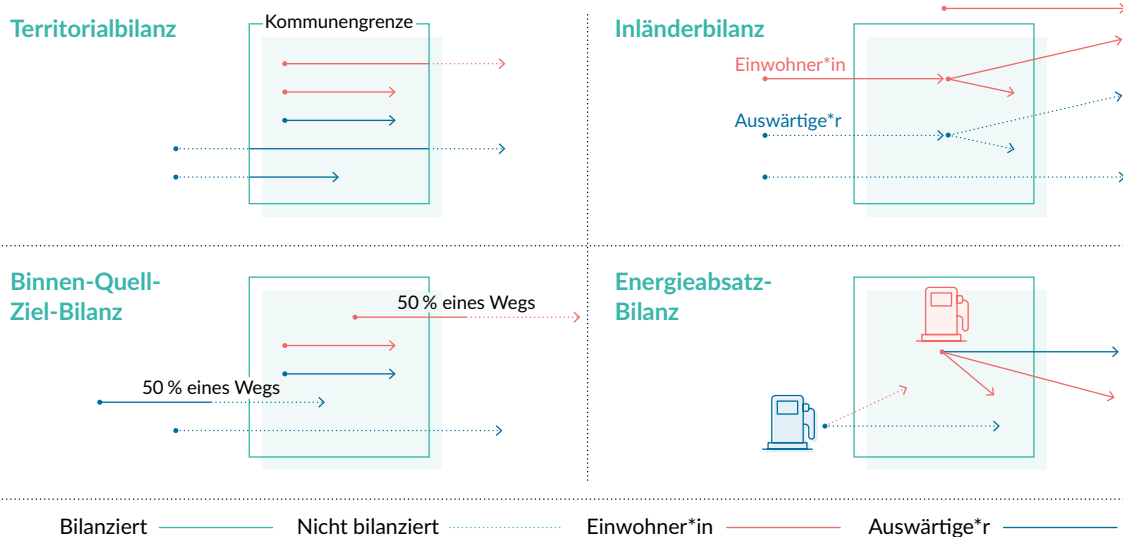 Territorialbilanz
Kommunengrenze
Inländerbilanz
Einwohner*in
Auswärtige*r
Binnen-Quell-
Ziel-Bilanz
50 % eines Wegs
50 % eines Wegs
Energieabsatz-
Bilanz
Bilanziert
Nicht bilanziert
Einwohner*in
Auswärtige*r